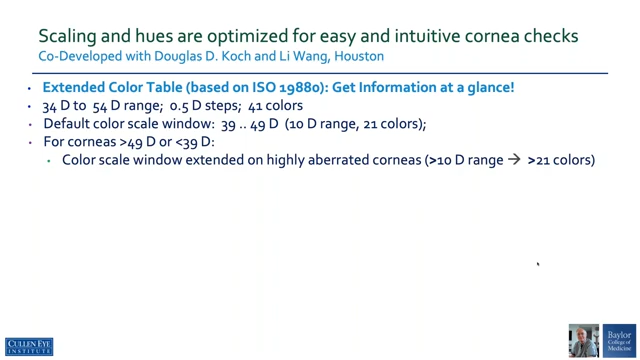 Scaling and hues are optimized for easy and intuitive cornea checks
Co-Developed with Douglas D. Koch and Li Wang, Houston
• Extended Color Table (based on ISO 19880): Get Information at a glance!
• 34 D to 54 D range; 0.5 D steps; 41 colors
• Default color scale window: 39 .. 49 D (10 D range, 21 colors);
• For corneas >49 D or <39 D:
• Color scale window extended on highly aberrated corneas (>10 D range → >21 colors)
CULLEN EYE
INSTITUTE
Baylor
College of
Medicine